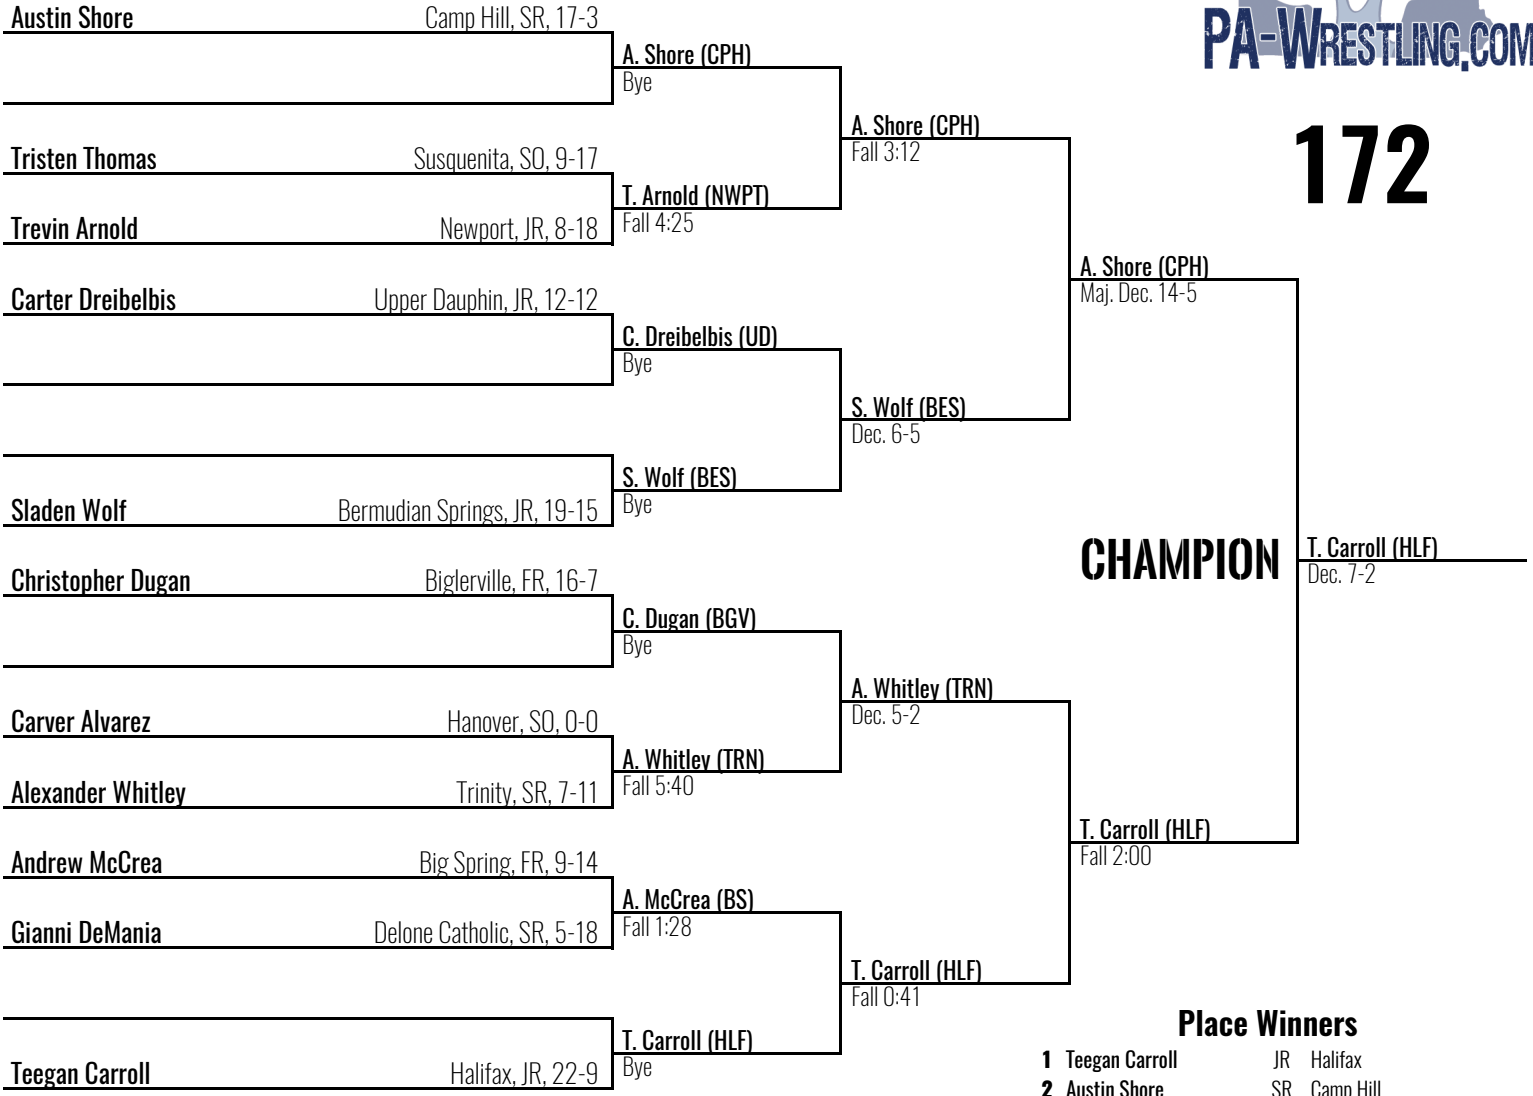 Austin Shore Camp Hill, SR, 17-3
PA-WRESTLING.COM
A. Shore (CPH)
Bye
172
A. Shore (CPH)
Fall 3:12
Tristen Thomas Susquenita, SO, 9-17
T. Arnold (NWPT)
Fall 4:25
Trevin Arnold Newport, JR, 8-18
A. Shore (CPH)
Maj. Dec. 14-5
Carter Dreibelbis Upper Dauphin, JR, 12-12
C. Dreibelbis (UD)
Bye
S. Wolf (BES)
Dec. 6-5
S. Wolf (BES)
Bye
Sladen Wolf Bermudian Springs, JR, 19-15
CHAMPION
T. Carroll (HLF)
Dec. 7-2
Christopher Dugan Biglerville, FR, 16-7
C. Dugan (BGV)
Bye
A. Whitley (TRN)
Dec. 5-2
Carver Alvarez Hanover, SO, 0-0
A. Whitley (TRN)
Fall 5:40
Alexander Whitley Trinity, SR, 7-11
T. Carroll (HLF)
Fall 2:00
Andrew McCrea Big Spring, FR, 9-14
A. McCrea (BS)
Fall 1:28
Gianni DeMania Delone Catholic, SR, 5-18
T. Carroll (HLF)
Fall 0:41
T. Carroll (HLF)
Bye
Teegan Carroll Halifax, JR, 22-9
Place Winners
1 Teegan Carroll JR Halifax
2 Austin Shore SR Camp Hill